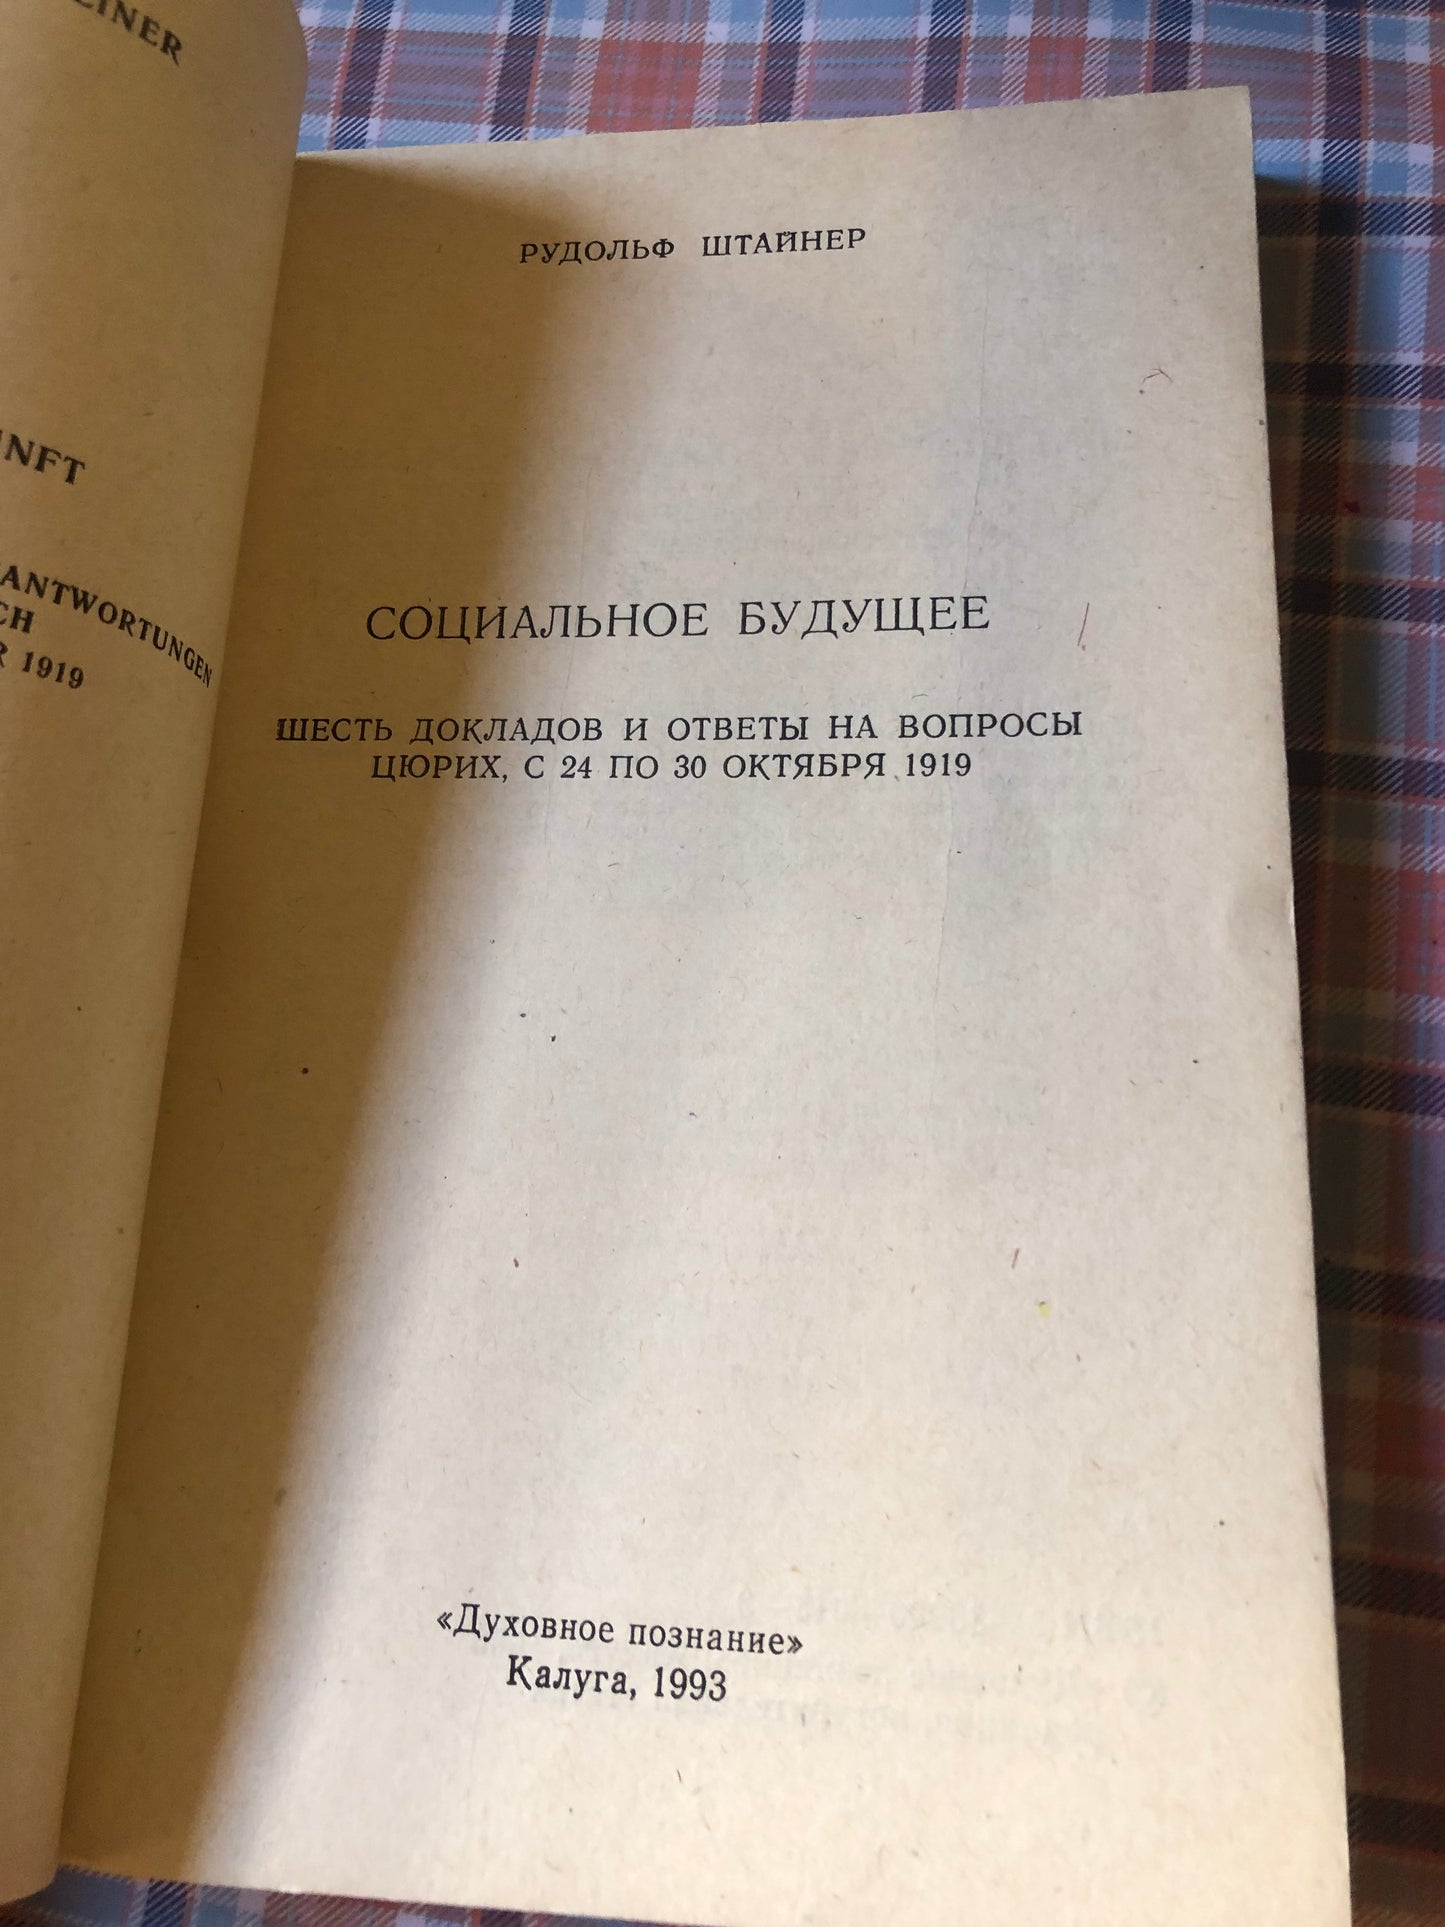 1919
РУДОЛЬФ ШТАЙНЕР
СОЦИАЛЬНОЕ БУДУЩЕЕ
ШЕСТЬ ДОКЛАДОВ И ОТВЕТЫ НА ВОПРОСЫ
ЦЮРИХ, С 24 ПО 30 ОКТЯБРЯ 1919
«Духовное познание»
Калуга, 1993